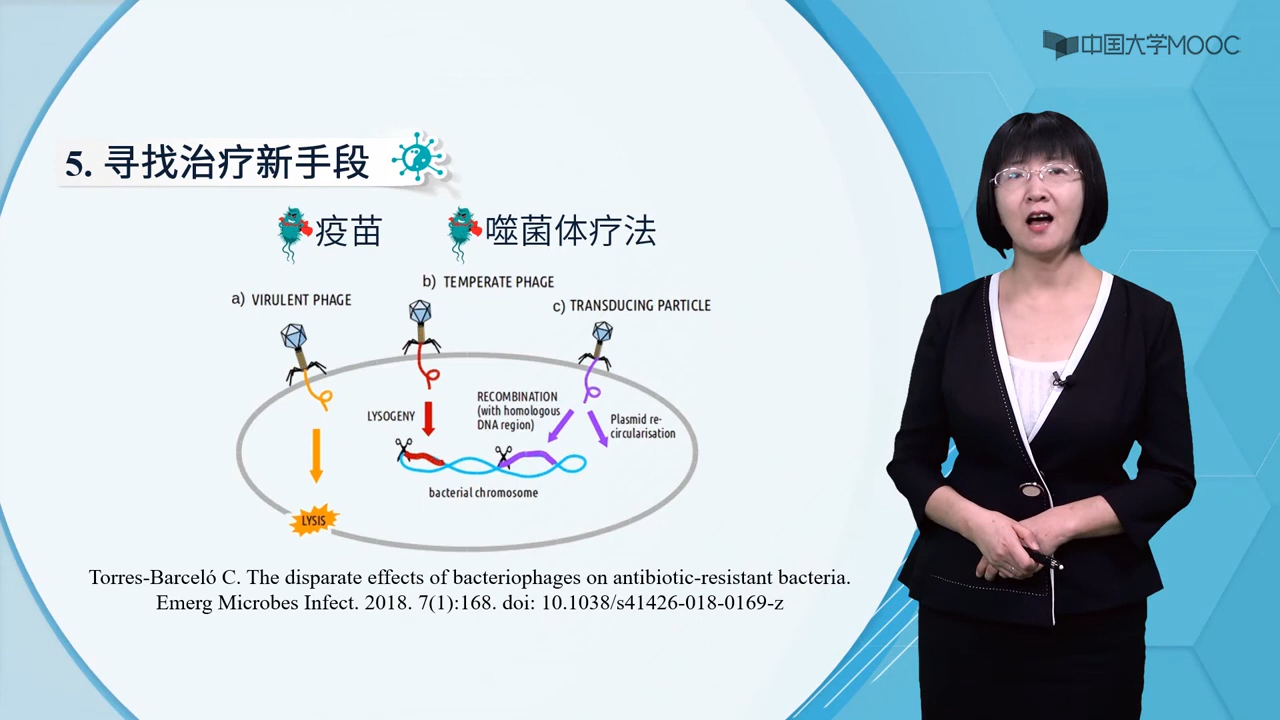 中国大学MOOC
5. 寻找治疗新手段
疫苗
噬菌体疗法
a) VIRULENT PHAGE
b) TEMPERATE PHAGE
c) TRANSDUCING PARTICLE
LYSOGENY
RECOMBINATION
(with homologous
DNA region)
Plasmid re-
circularisation
bacterial chromosome
LYSIS
Torres-Barceló C. The disparate effects of bacteriophages on antibiotic-resistant bacteria.
Emerg Microbes Infect. 2018. 7(1):168. doi: 10.1038/s41426-018-0169-z